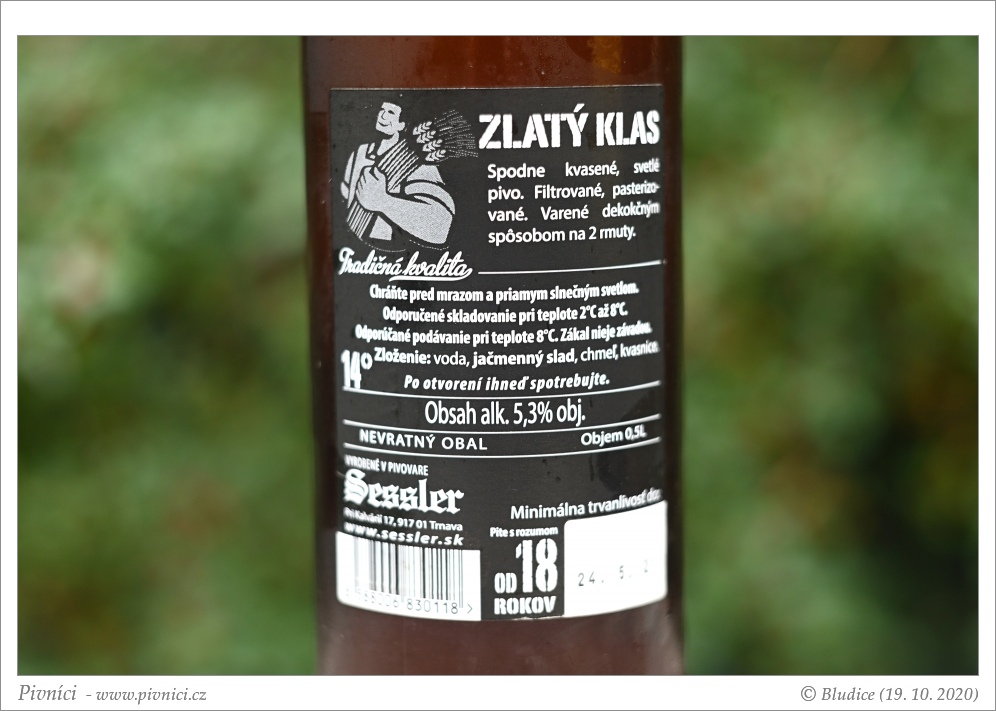 ZLATÝ KLAS
Spodne kvasené, svetlé
pivo. Filtrované, pasterizo-
vané. Varené dekokčným
spôsobom na 2 rmuty.
Tradičná kvalita
Chráňte pred mrazom a priamym slnečným svetlom.
Odporučené skladovanie pri teplote 2°C až 8°C.
Odporúčané podávanie pri teplote 8°C. Zákal nieje závadou.
14° Zloženie: voda, jačmenný slad, chmeľ, kvasnice.
Po otvorení ihneď spotrebujte.
Obsah alk. 5,3% obj.
NEVRATNÝ OBAL
Objem 0,5L
VYROBENÉ V PIVOVARE
Sessler
Pri Kalvárii 17, 917 01 Trnava
www.sessler.sk
Minimálna trvanlivosť do:
Pite s rozumom
OD 18
ROKOV
24. 5.
830118 >
Pivníci - www.pivnici.cz
© Bludice (19. 10. 2020)